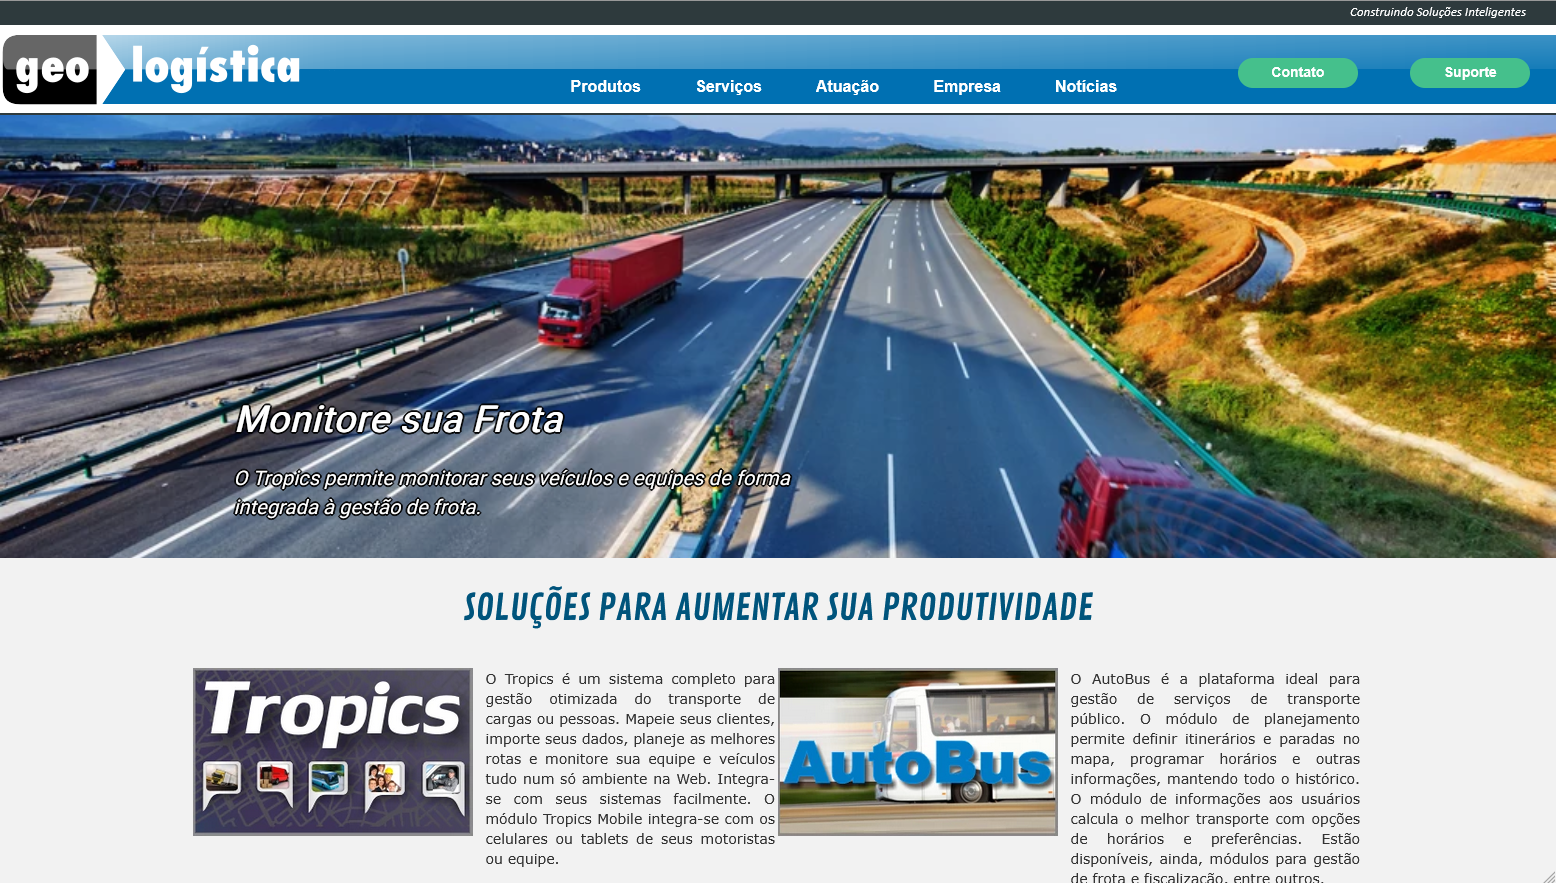 Construindo Soluções Inteligentes
geo logística
Produtos Serviços Atuação Empresa Notícias Contato Suporte
Monitore sua Frota
O Tropics permite monitorar seus veículos e equipes de forma
integrada à gestão de frota.
SOLUÇÕES PARA AUMENTAR SUA PRODUTIVIDADE
Tropics
O Tropics é um sistema completo para
gestão otimizada do transporte de
cargas ou pessoas. Mapeie seus clientes,
importe seus dados, planeje as melhores
rotas e monitore sua equipe e veículos
tudo num só ambiente na Web. Integra-
se com seus sistemas facilmente. O
módulo Tropics Mobile integra-se com os
celulares ou tablets de seus motoristas
ou equipe.
AutoBus
O AutoBus é a plataforma ideal para
gestão de serviços de transporte
público. O módulo de planejamento
permite definir itinerários e paradas no
mapa, programar horários e outras
informações, mantendo todo o histórico.
O módulo de informações aos usuários
calcula o melhor transporte com opções
de horários e preferências. Estão
disponíveis, ainda, módulos para gestão
de frota e fiscalização, entre outros.